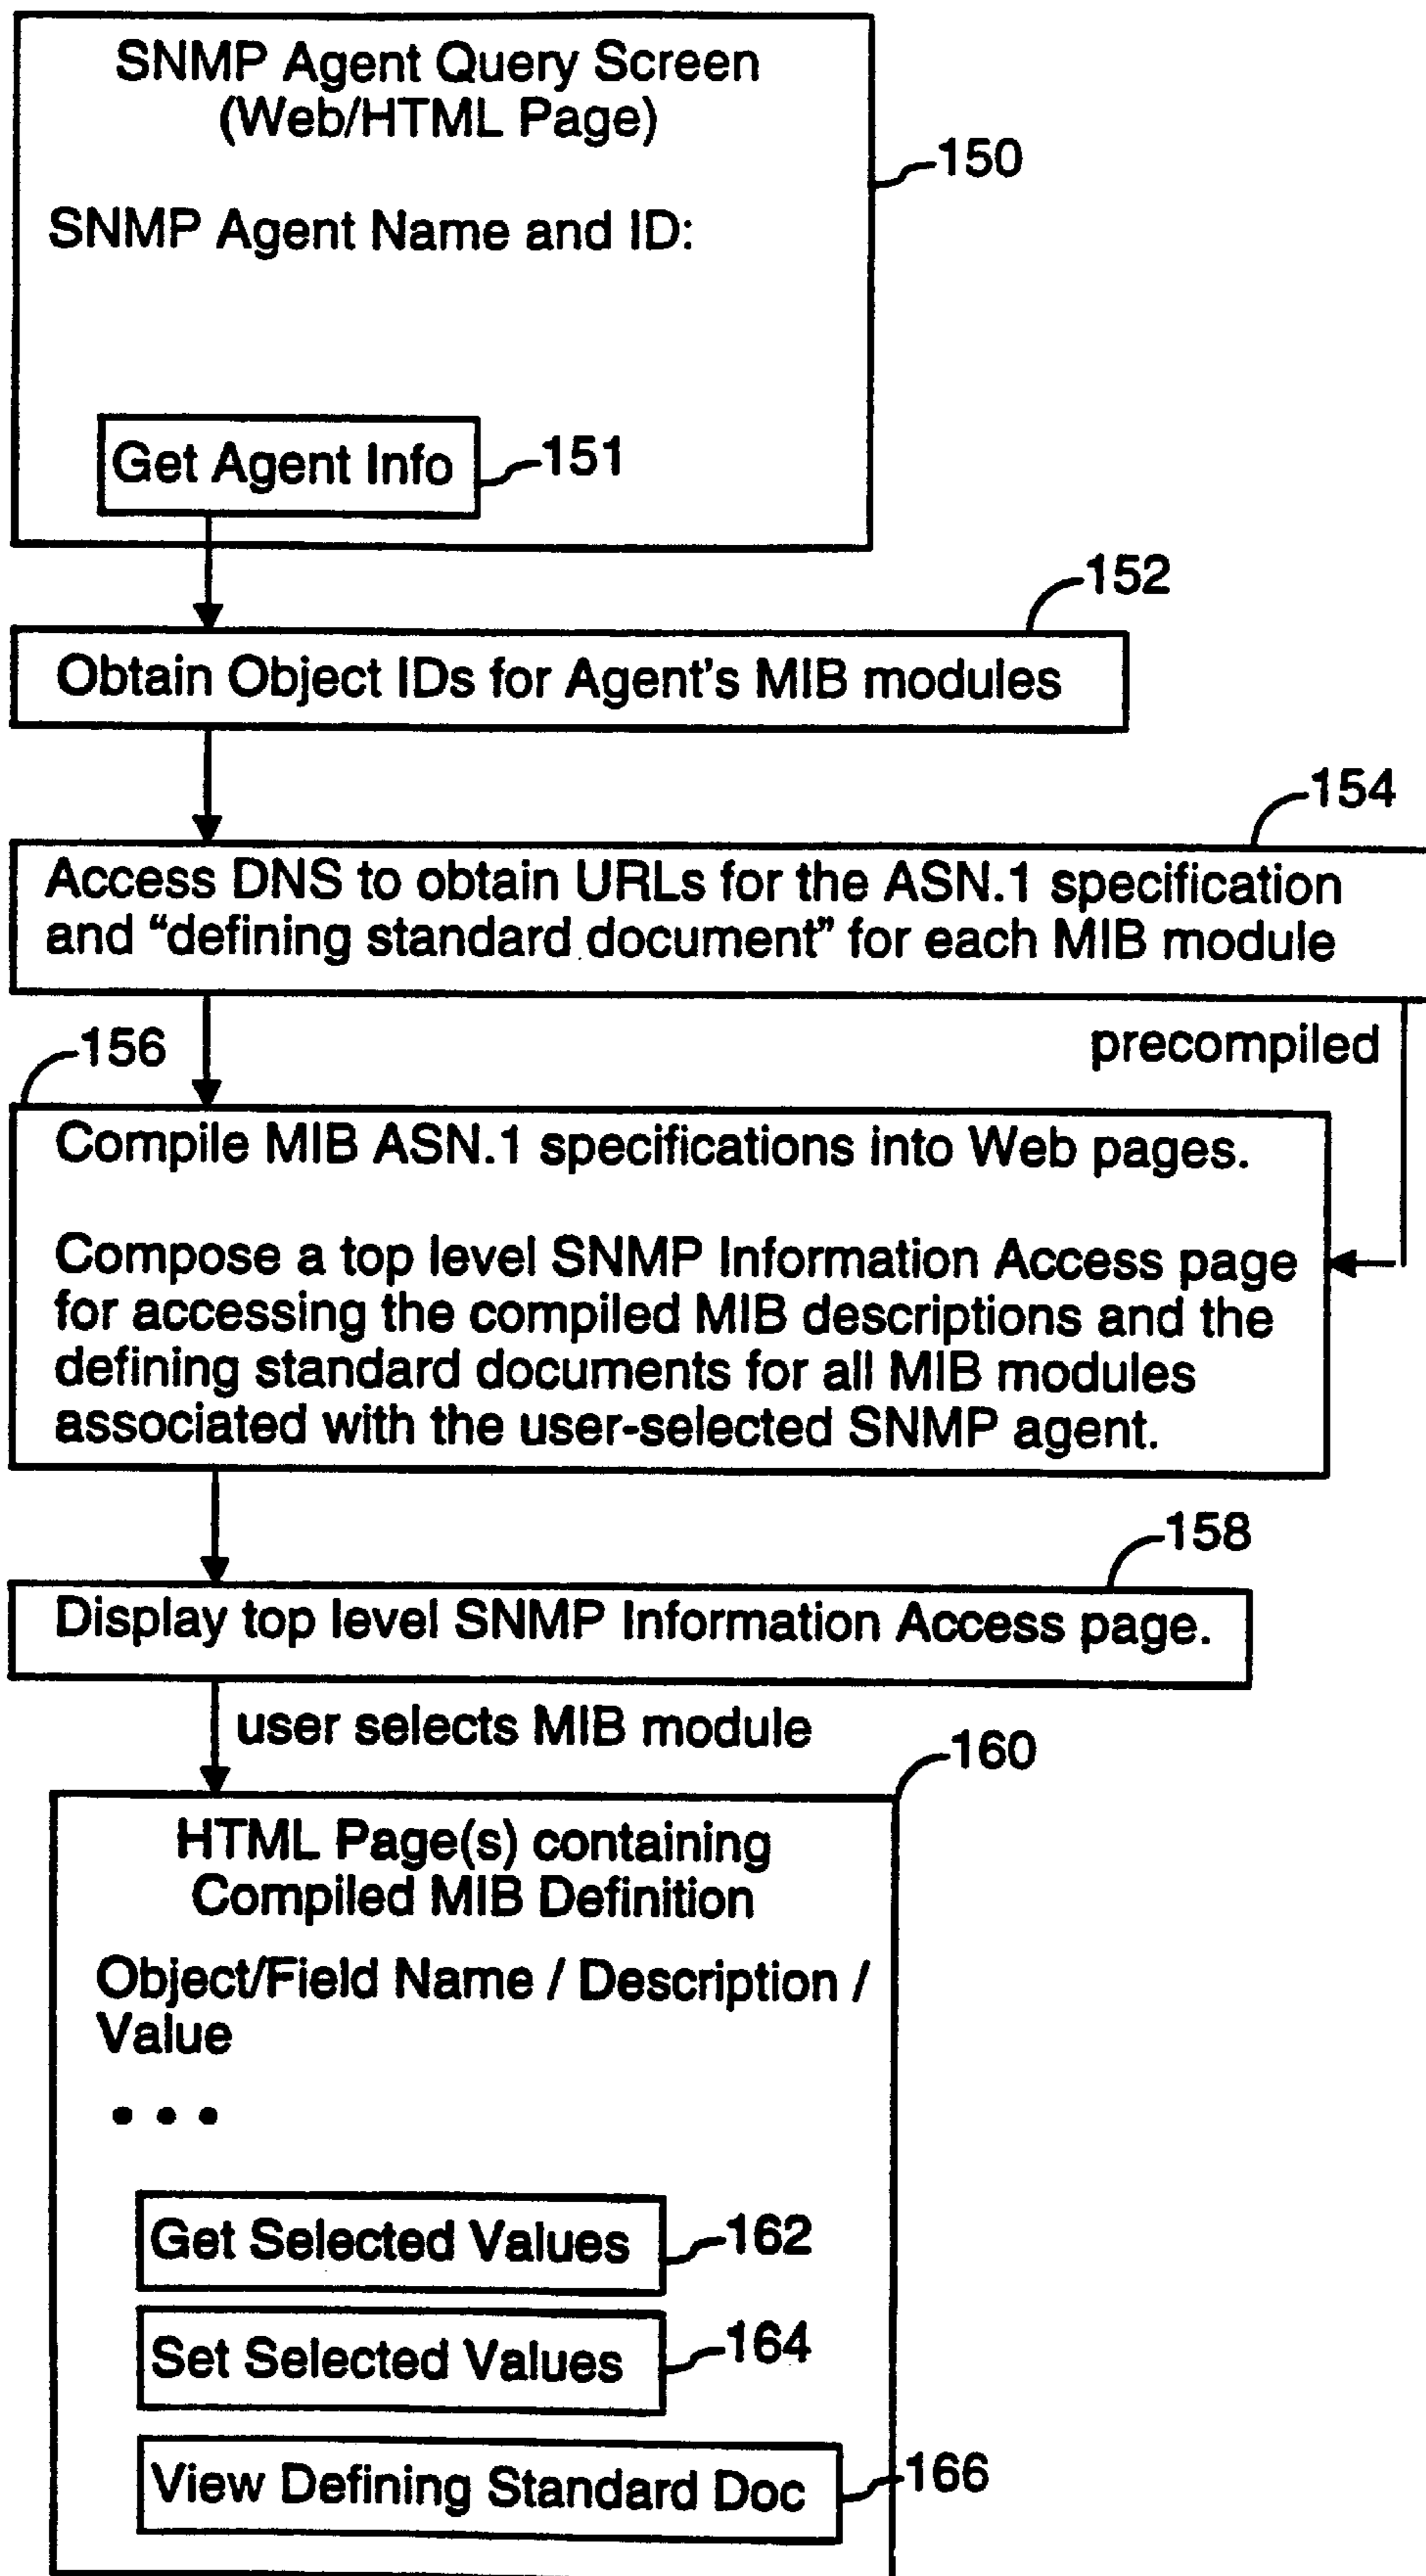 SNMP Agent Query Screen
(Web/HTML Page)
150
SNMP Agent Name and ID:
Get Agent Info
151
152
Obtain Object IDs for Agent's MIB modules
154
Access DNS to obtain URLs for the ASN.1 specification
and “defining standard document” for each MIB module
precompiled
156
Compile MIB ASN.1 specifications into Web pages.
Compose a top level SNMP Information Access page
for accessing the compiled MIB descriptions and the
defining standard documents for all MIB modules
associated with the user-selected SNMP agent.
158
Display top level SNMP Information Access page.
user selects MIB module
160
HTML Page(s) containing
Compiled MIB Definition
Object/Field Name / Description /
Value
• • •
Get Selected Values
162
Set Selected Values
164
View Defining Standard Doc
166